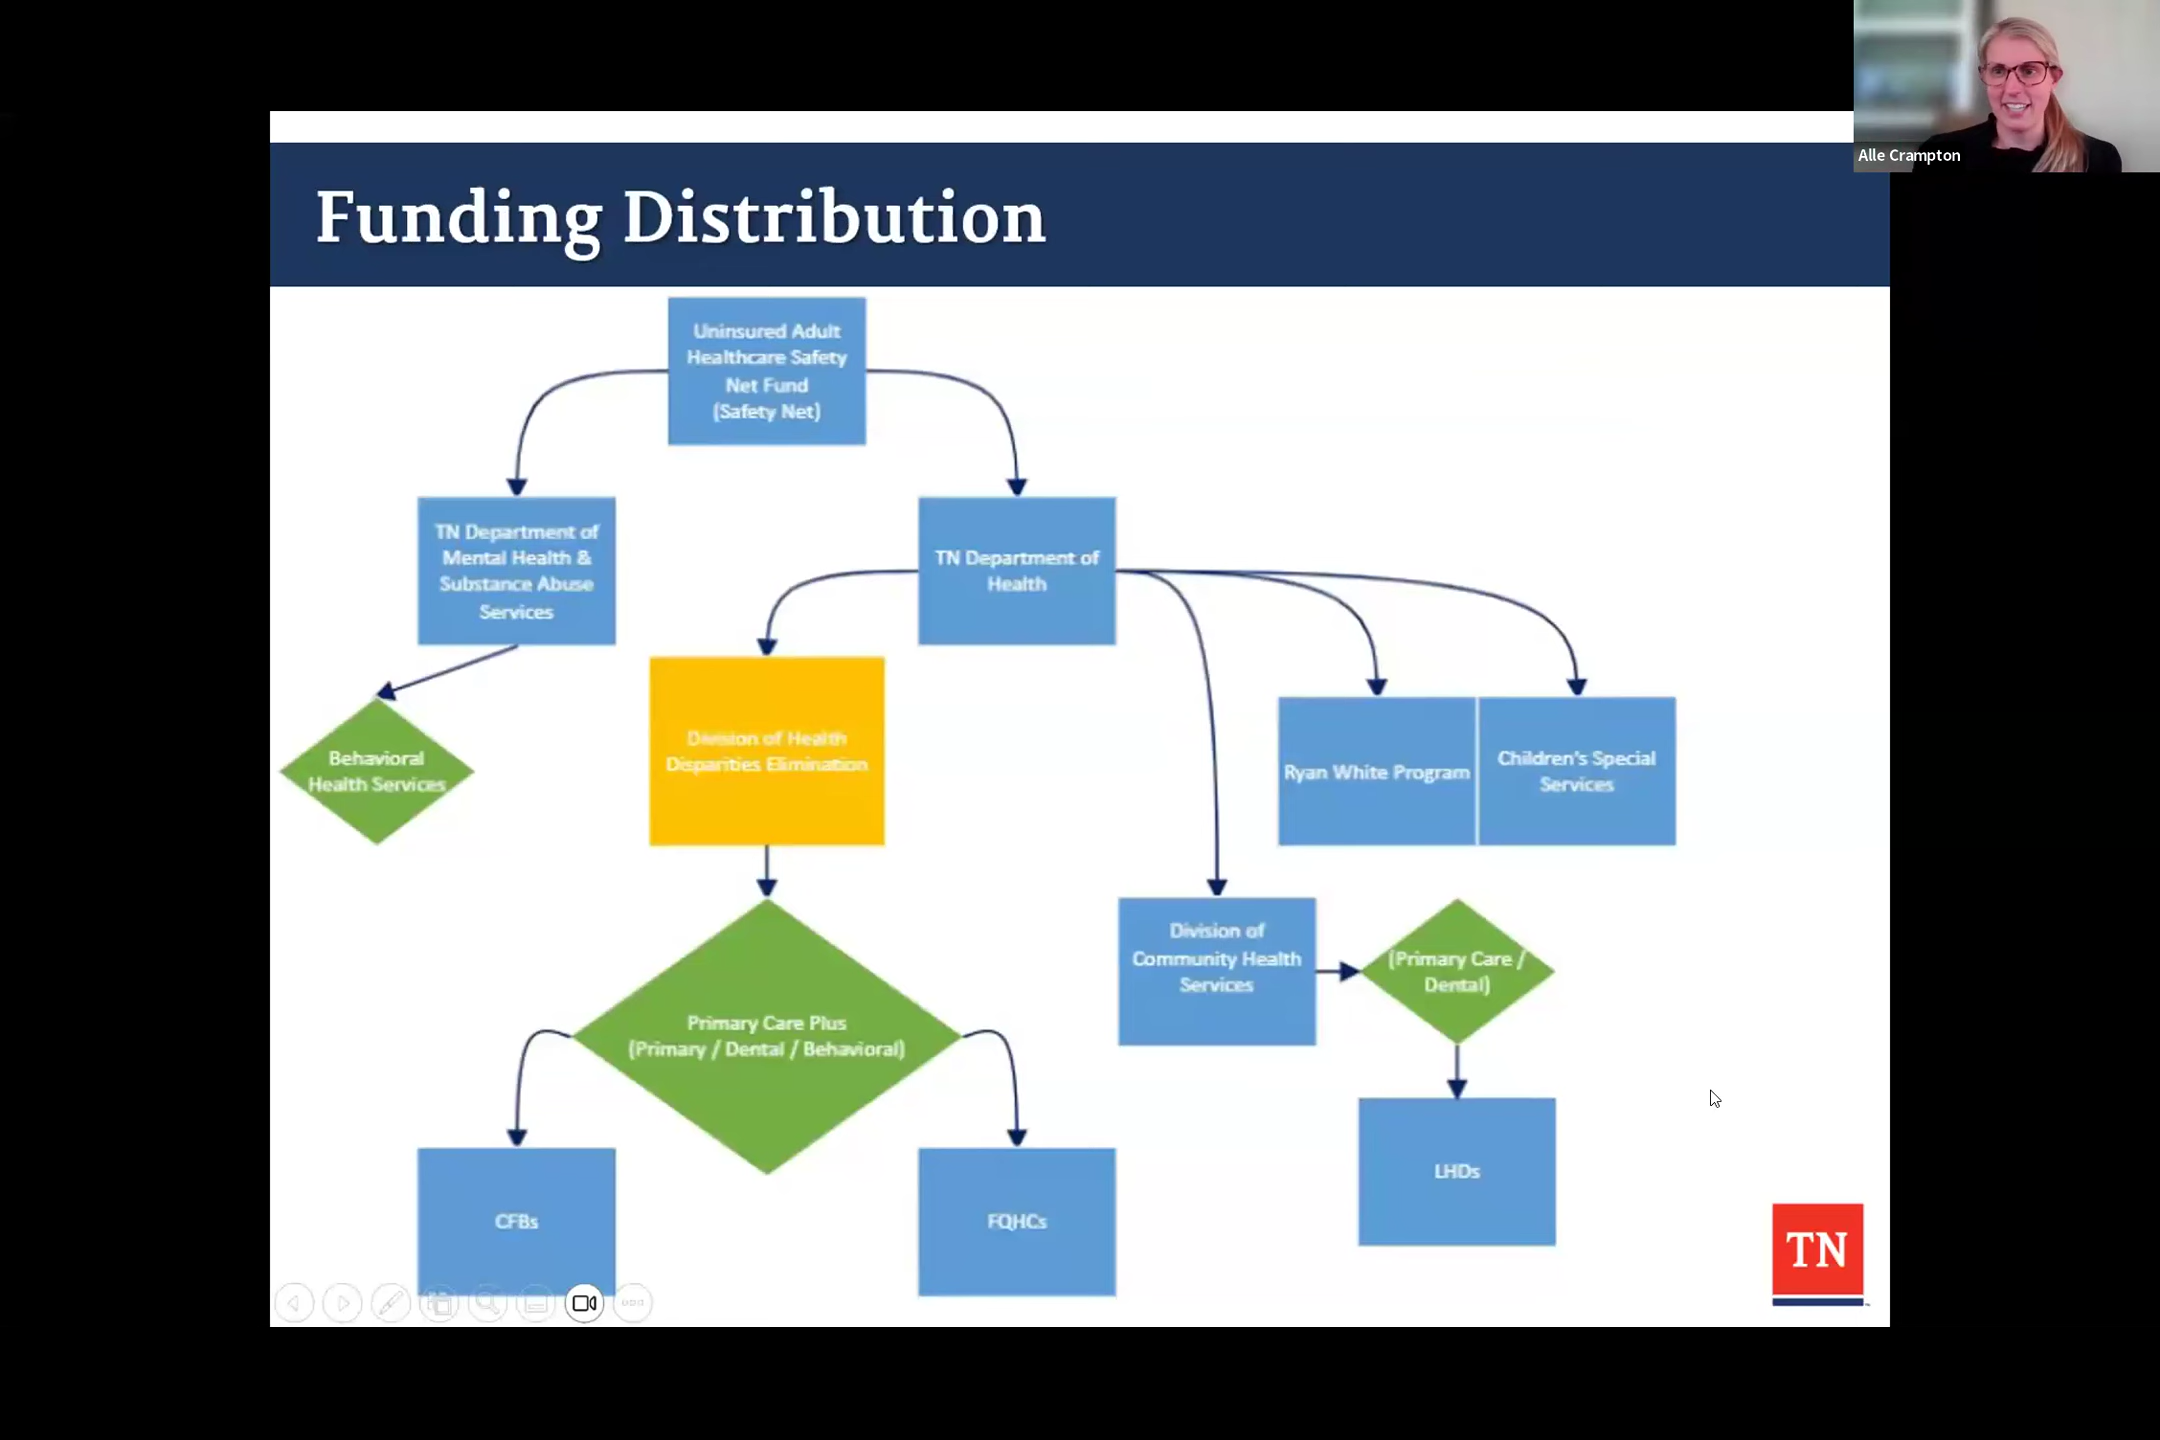 Alle Crampton
Funding Distribution
Uninsured Adult
Healthcare Safety
Net Fund
(Safety Net)
TN Department of
Mental Health &
Substance Abuse
Services
TN Department of
Health
Behavioral
Health Services
Division of Health
Disparities Elimination
Ryan White Program
Children's Special
Services
Primary Care Plus
(Primary / Dental / Behavioral)
Division of
Community Health
Services
(Primary Care /
Dental)
CFBs
FQHCs
LHDs
TN